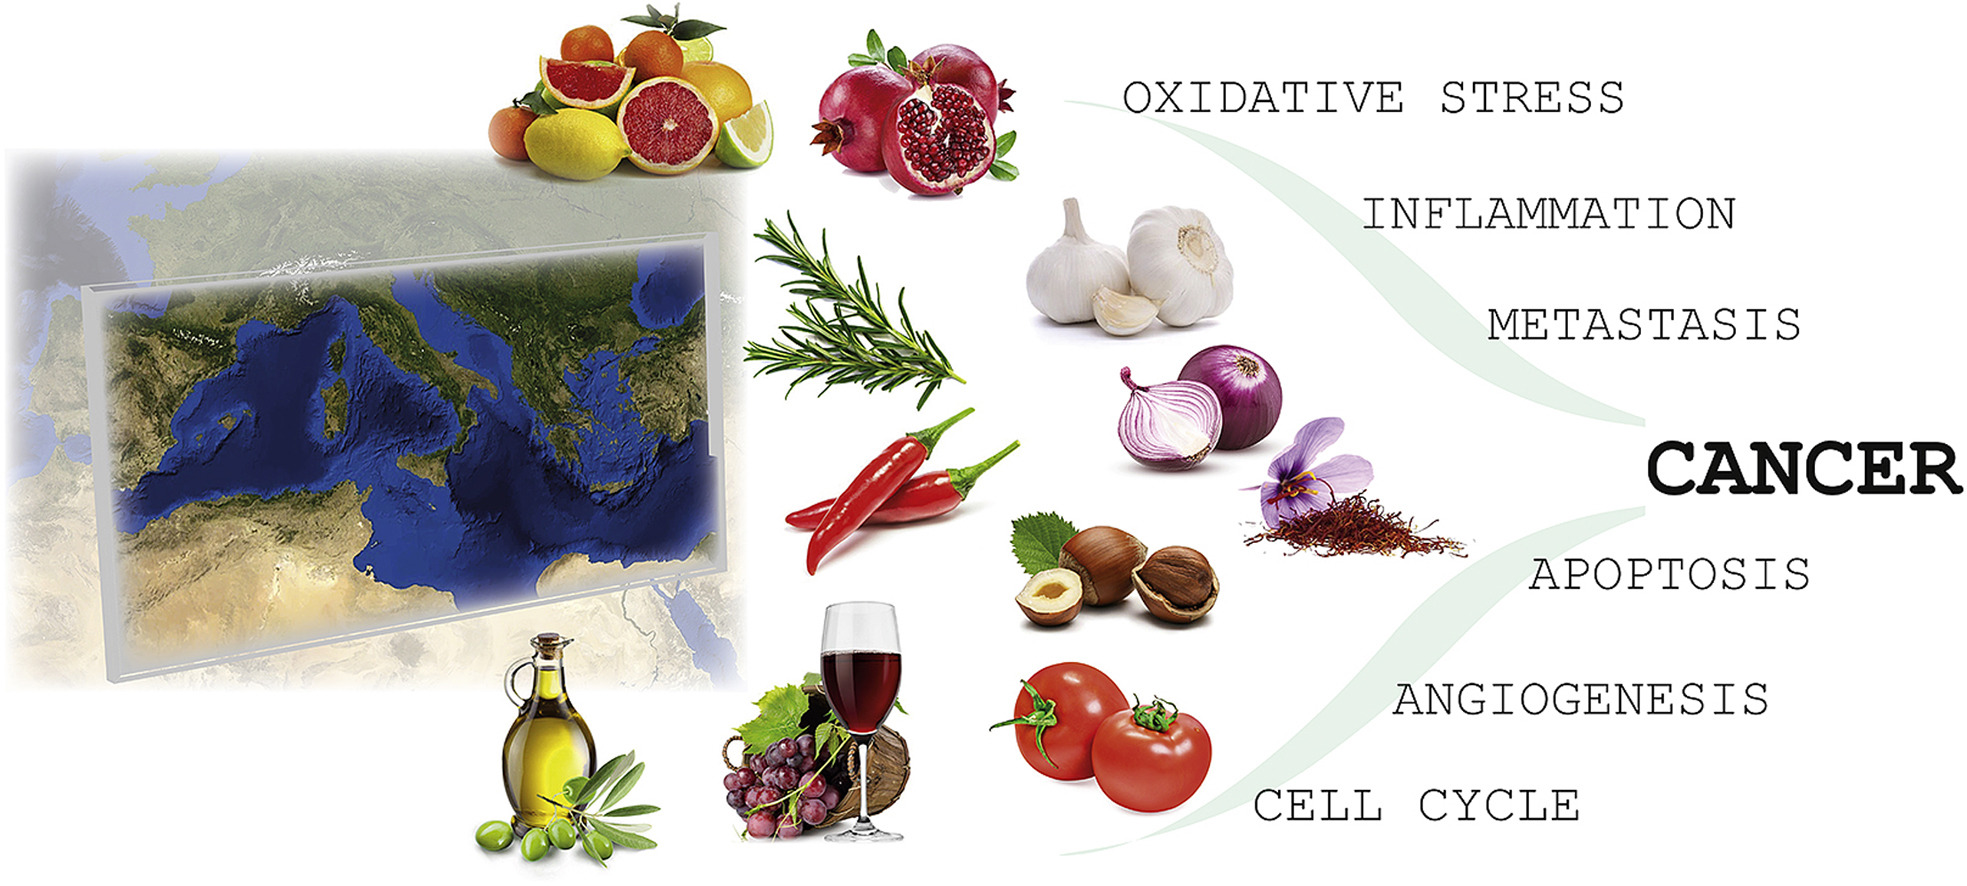 OXIDATIVE STRESS
INFLAMMATION
METASTASIS
CANCER
APOPTOSIS
ANGIOGENESIS
CELL CYCLE